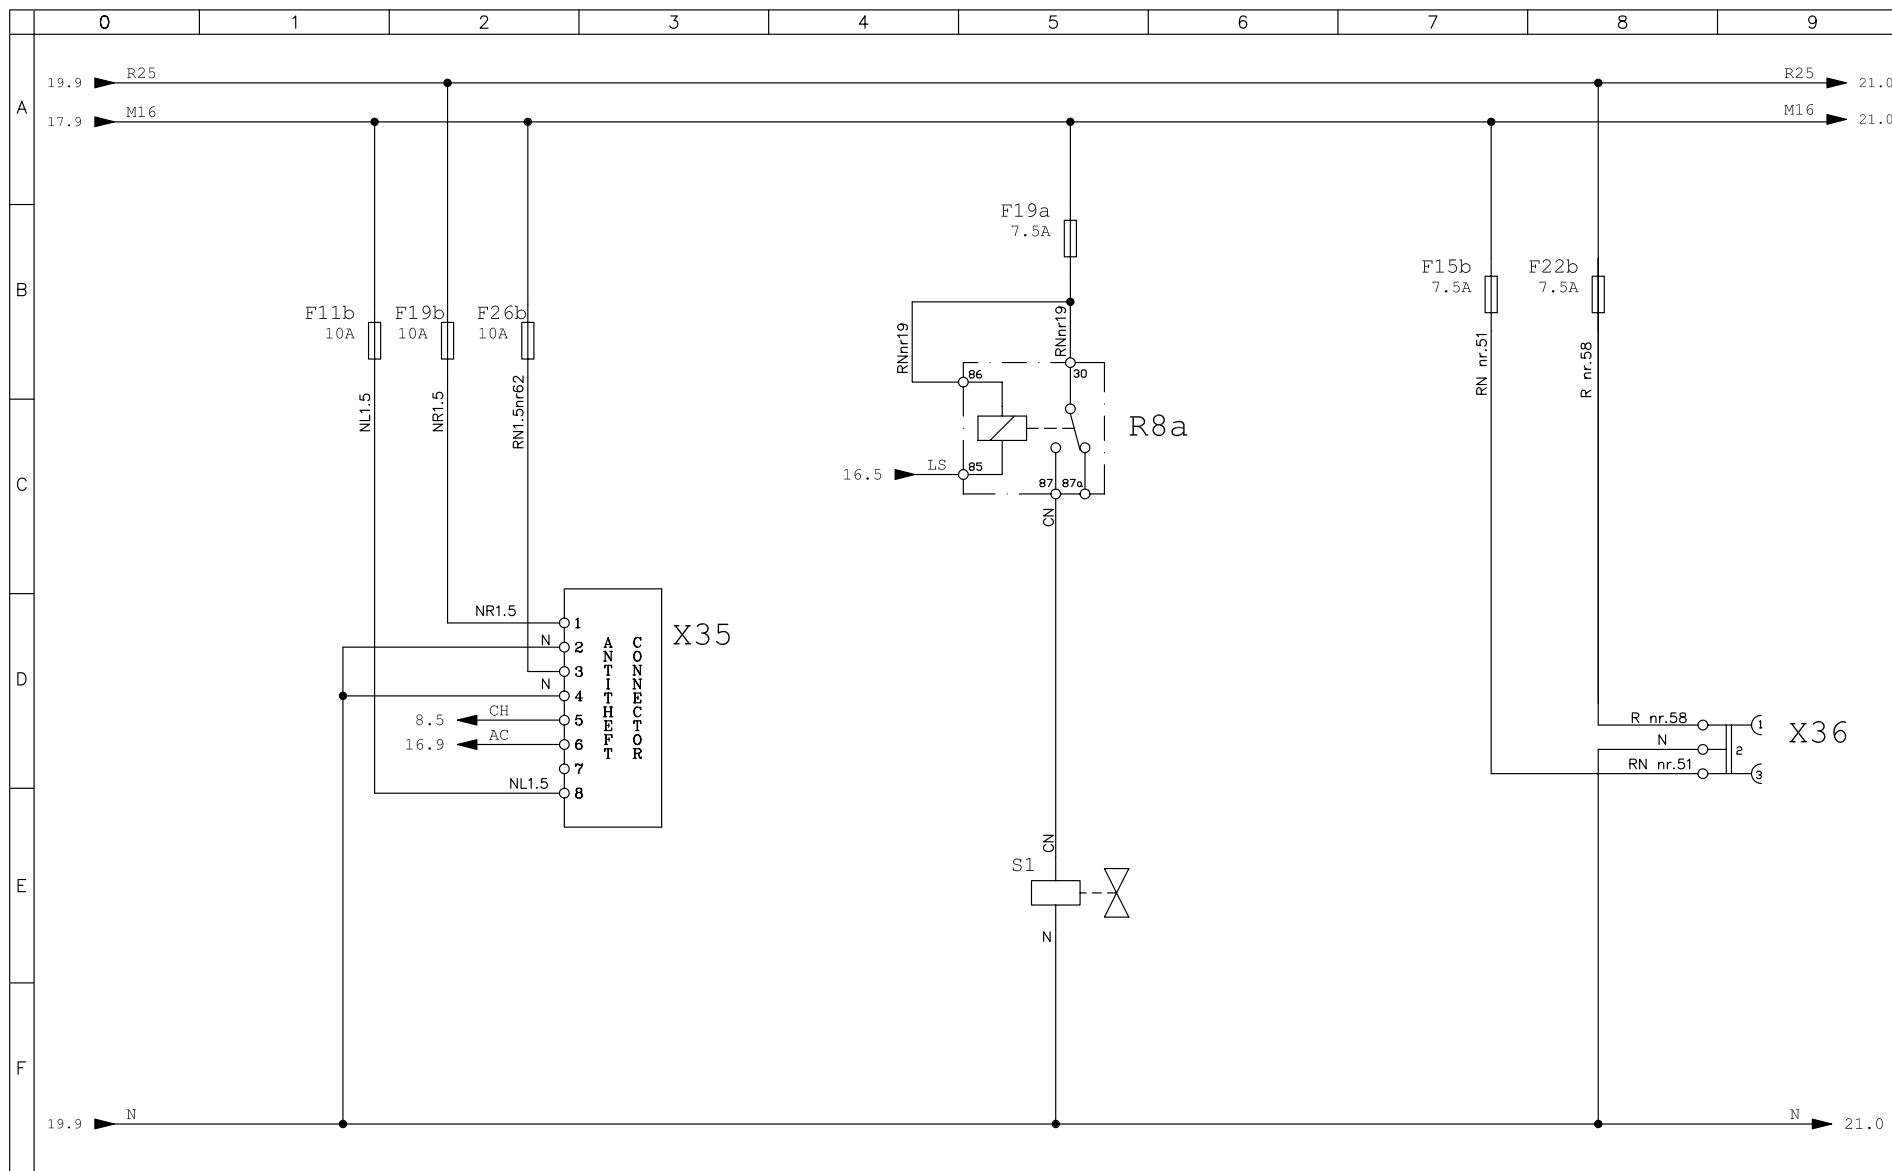 0 1 2 3 4 5 6 7 8 9
A
B
C
D
E
F
19.9 R25 R25 21.0
17.9 M16 M16 21.0
F19a
7.5A
F11b F19b F26b
10A 10A 10A
F15b F22b
7.5A 7.5A
NL1.5
NR1.5
RN1.5nr62
RNnr19
RNnr19
RN nr.51
R nr.58
86
30
R8a
16.5 LS 85
87 87a
CN
NR1.5 1
N 2
3
N 4
8.5 CH 5
16.9 AC 6
7
NL1.5 8
ANTITHEFT
CONNECTOR
X35
R nr.58 1
N 2
RN nr.51 3
X36
CN
S1
N
19.9 N N 21.0